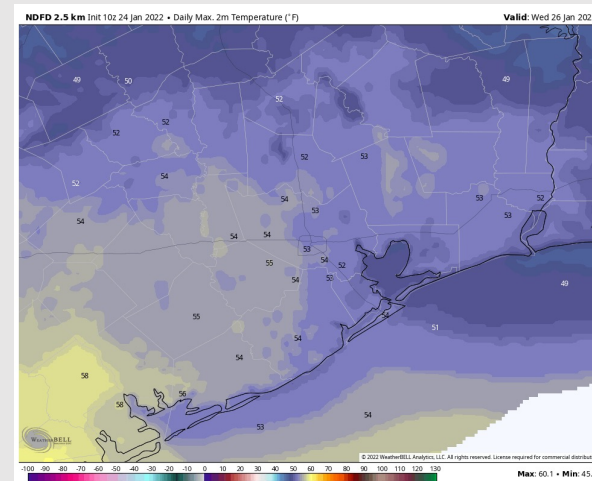 NDFD 2.5 km Init 10z 24 Jan 2022 • Daily Max. 2m Temperature (°F) Valid: Wed 26 Jan 202
49 50 49
52
52
52
52 53
52
54
54 53 52
53 53
54
54 54
53
55 54 52
54 53
49
55 54
51
54
54
58 56
58
54
53
WeatherBELL
© 2022 WeatherBELL Analytics, LLC. All rights reserved. License required for commercial distribut
-100 -90 -80 -70 -60 -50 -40 -30 -20 -10 0 10 20 30 40 50 60 70 80 90 100 110 120 130
Max: 60.1 • Min: 45.